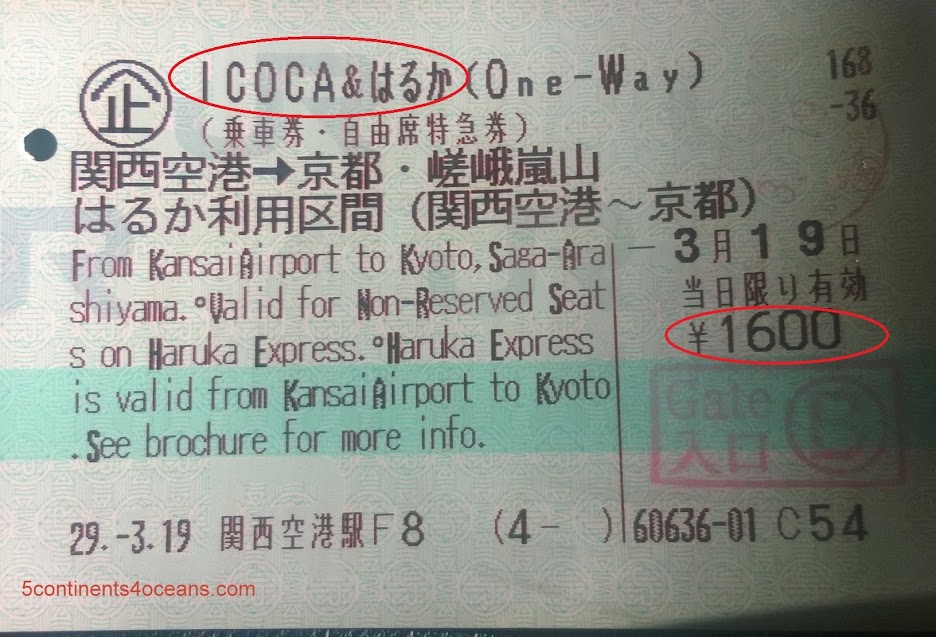 企 ICOCA&はるか(One-Way) 168
-36
(乗車券・自由席特急券)
関西空港→京都・嵯峨嵐山
はるか利用区間(関西空港~京都)
From KansaiAirport to Kyoto,Saga-Ara
shiyama.°Valid for Non-Reserved Seat
s on Haruka Express.°Haruka Express
is valid from KansaiAirport to Kyoto
.See brochure for more info.
-3月19日
当日限り有効
¥1600
Gate
入口
29.-3.19 関西空港駅F8 (4- ) 60636-01 C54
5continents4oceans.com